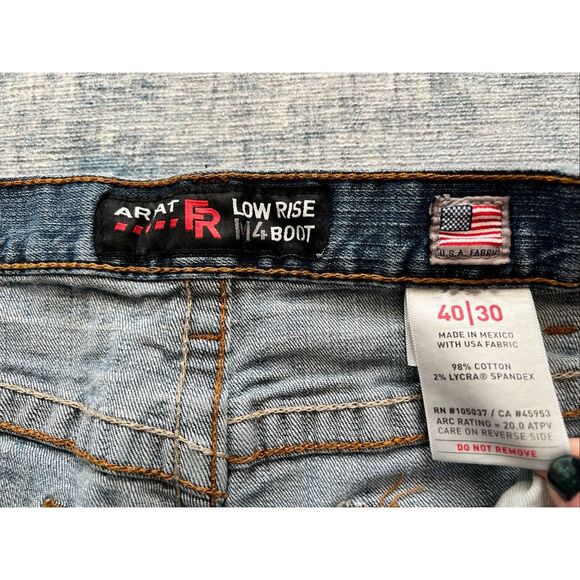 ARIAT FR LOW RISE
M4 BOOT
U.S.A. FABRIC
40|30
MADE IN MEXICO
WITH USA FABRIC
98% COTTON
2% LYCRA® SPANDEX
RN #105037 / CA #45953
ARC RATING = 20.0 ATPV
CARE ON REVERSE SIDE
DO NOT REMOVE